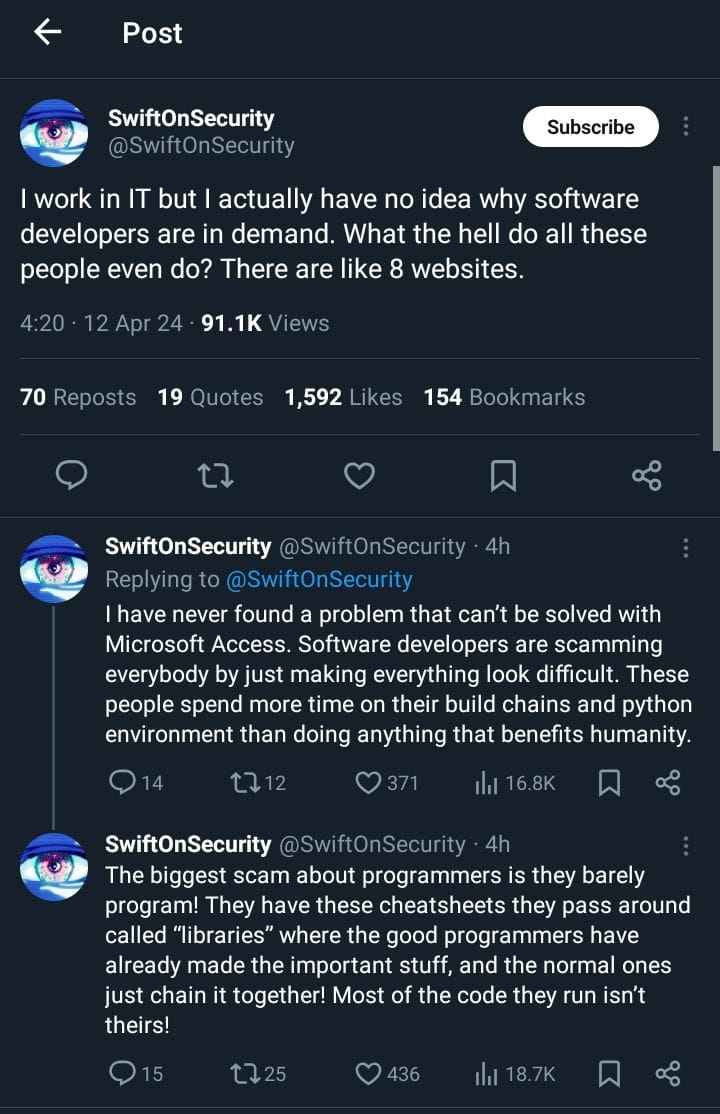 Post
SwiftOnSecurity
@SwiftOnSecurity
Subscribe
I work in IT but I actually have no idea why software
developers are in demand. What the hell do all these
people even do? There are like 8 websites.
4:20 · 12 Apr 24 · 91.1K Views
70 Reposts 19 Quotes 1,592 Likes 154 Bookmarks
SwiftOnSecurity @SwiftOnSecurity · 4h
Replying to @SwiftOnSecurity
I have never found a problem that can’t be solved with
Microsoft Access. Software developers are scamming
everybody by just making everything look difficult. These
people spend more time on their build chains and python
environment than doing anything that benefits humanity.
14 12 371 16.8K
SwiftOnSecurity @SwiftOnSecurity · 4h
The biggest scam about programmers is they barely
program! They have these cheatsheets they pass around
called “libraries” where the good programmers have
already made the important stuff, and the normal ones
just chain it together! Most of the code they run isn’t
theirs!
15 25 436 18.7K